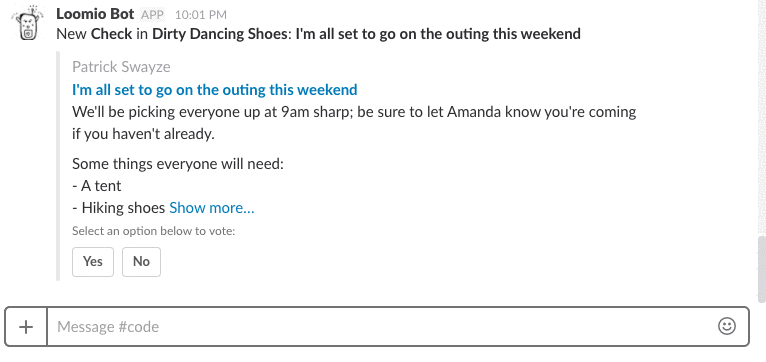 Loomio Bot APP 10:01 PM
New Check in Dirty Dancing Shoes: I'm all set to go on the outing this weekend
Patrick Swayze
I'm all set to go on the outing this weekend
We'll be picking everyone up at 9am sharp; be sure to let Amanda know you're coming
if you haven't already.
Some things everyone will need:
- A tent
- Hiking shoes Show more...
Select an option below to vote:
Yes No
+ Message #code